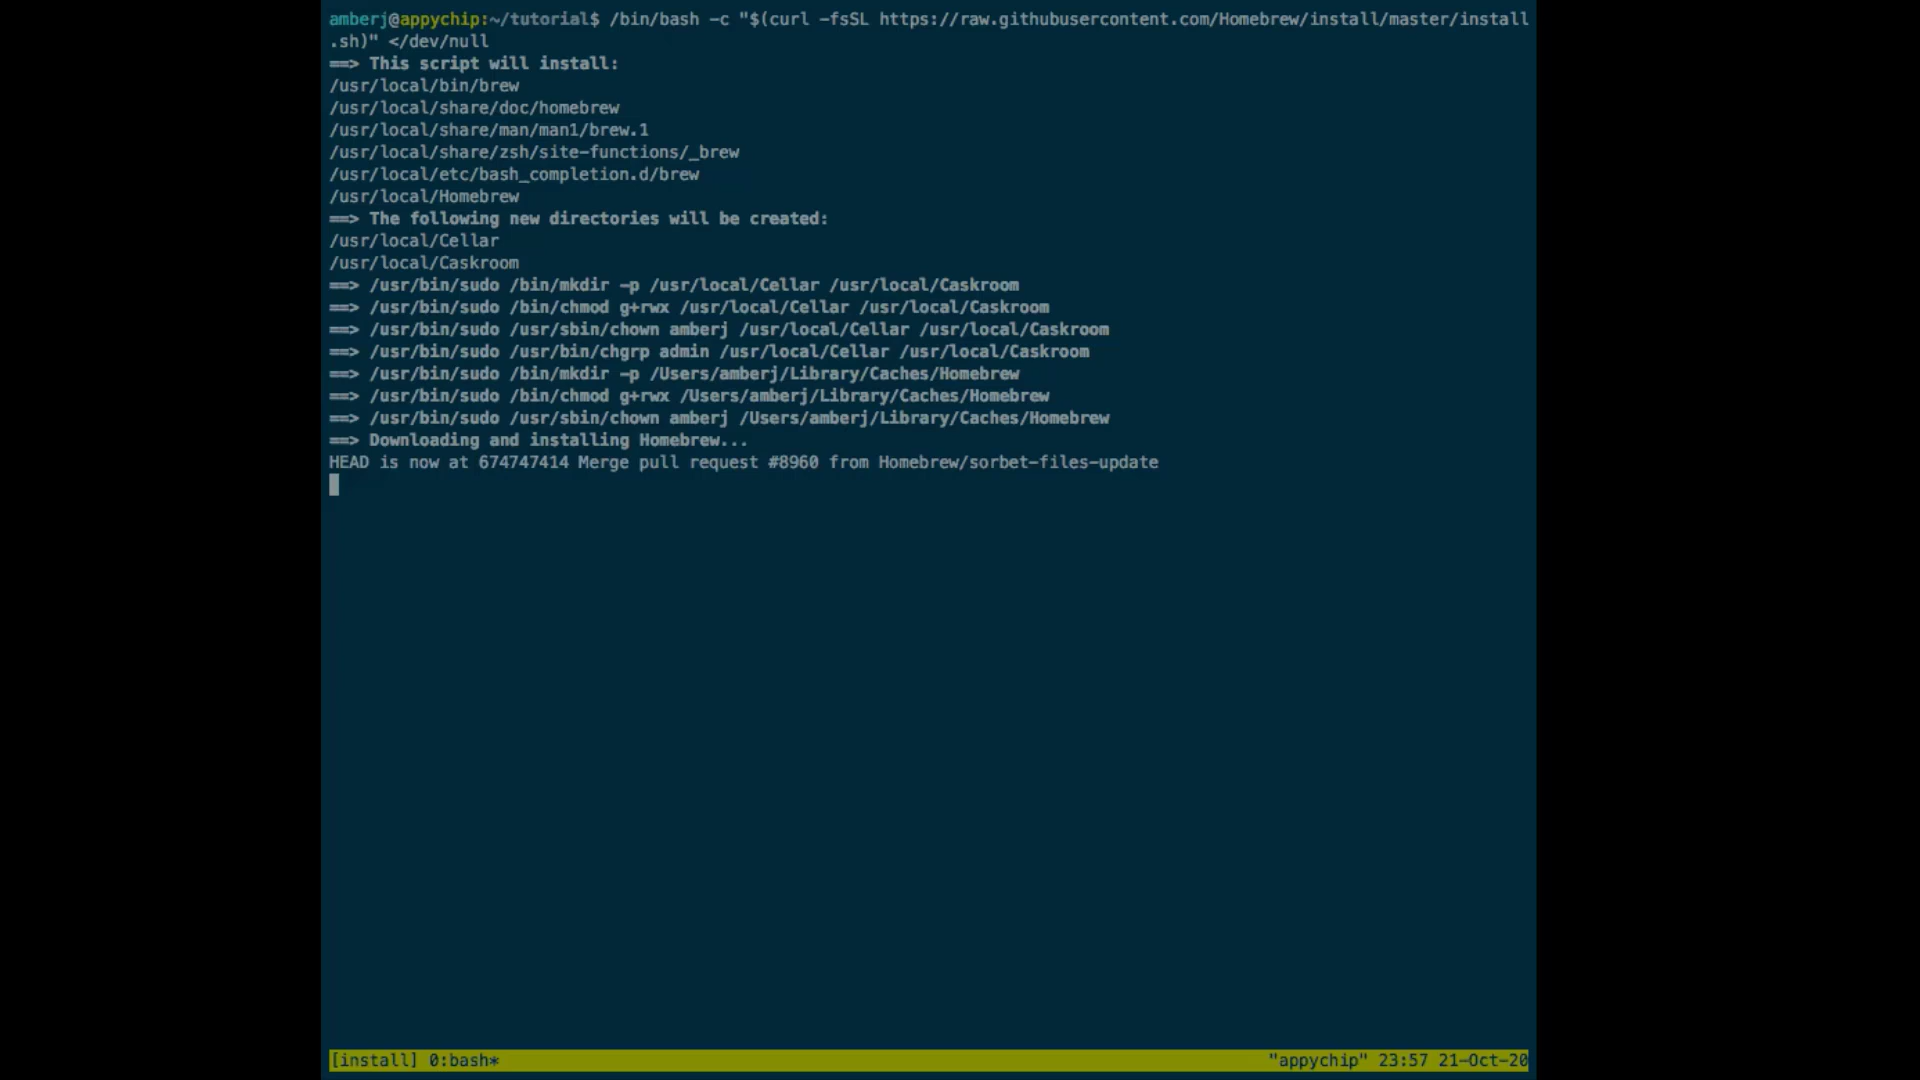 amberj@appychip:~/tutorial$ /bin/bash -c "$(curl -fsSL https://raw.githubusercontent.com/Homebrew/install/master/install
.sh)" </dev/null
==> This script will install:
/usr/local/bin/brew
/usr/local/share/doc/homebrew
/usr/local/share/man/man1/brew.1
/usr/local/share/zsh/site-functions/_brew
/usr/local/etc/bash_completion.d/brew
/usr/local/Homebrew
==> The following new directories will be created:
/usr/local/Cellar
/usr/local/Caskroom
==> /usr/bin/sudo /bin/mkdir -p /usr/local/Cellar /usr/local/Caskroom
==> /usr/bin/sudo /bin/chmod g+rwx /usr/local/Cellar /usr/local/Caskroom
==> /usr/bin/sudo /usr/sbin/chown amberj /usr/local/Cellar /usr/local/Caskroom
==> /usr/bin/sudo /usr/bin/chgrp admin /usr/local/Cellar /usr/local/Caskroom
==> /usr/bin/sudo /bin/mkdir -p /Users/amberj/Library/Caches/Homebrew
==> /usr/bin/sudo /bin/chmod g+rwx /Users/amberj/Library/Caches/Homebrew
==> /usr/bin/sudo /usr/sbin/chown amberj /Users/amberj/Library/Caches/Homebrew
==> Downloading and installing Homebrew...
HEAD is now at 674747414 Merge pull request #8960 from Homebrew/sorbet-files-update
[install] 0:bash* "appychip" 23:57 21-Oct-20